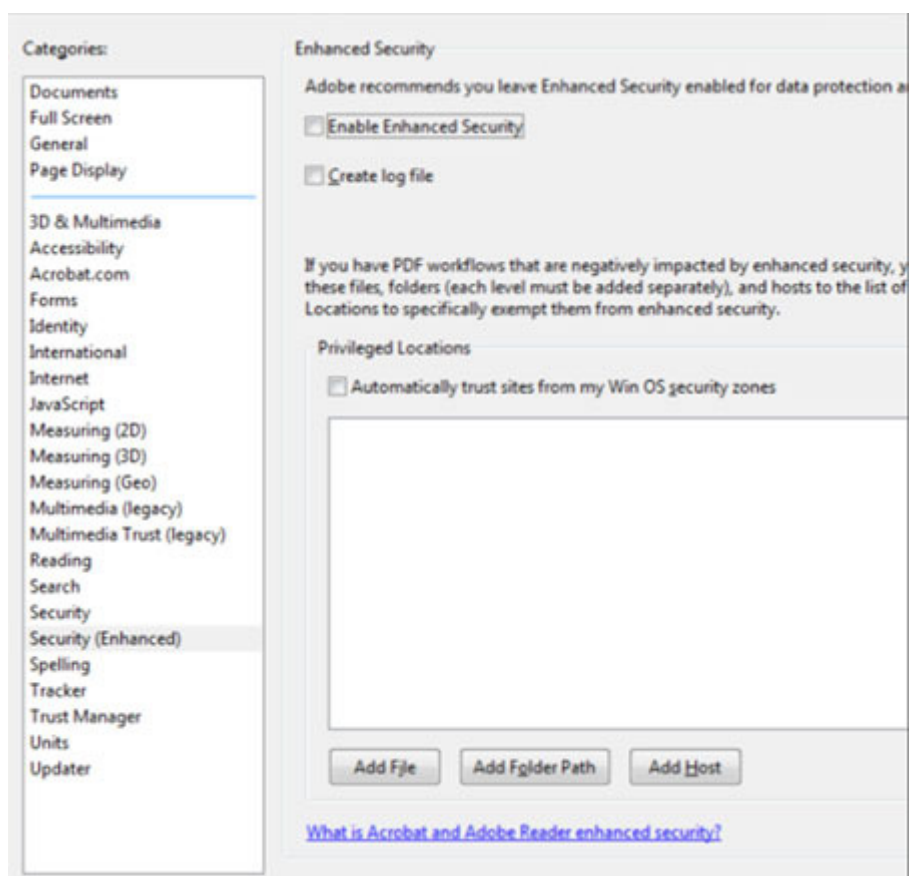 Categories:
Documents
Full Screen
General
Page Display
3D & Multimedia
Accessibility
Acrobat.com
Forms
Identity
International
Internet
JavaScript
Measuring (2D)
Measuring (3D)
Measuring (Geo)
Multimedia (legacy)
Multimedia Trust (legacy)
Reading
Search
Security
Security (Enhanced)
Spelling
Tracker
Trust Manager
Units
Updater
Enhanced Security
Adobe recommends you leave Enhanced Security enabled for data protection
Enable Enhanced Security
Create log file
If you have PDF workflows that are negatively impacted by enhanced security,
these files, folders (each level must be added separately), and hosts to the list of
Locations to specifically exempt them from enhanced security.
Privileged Locations
Automatically trust sites from my Win OS security zones
Add File
Add Folder Path
Add Host
What is Acrobat and Adobe Reader enhanced security?